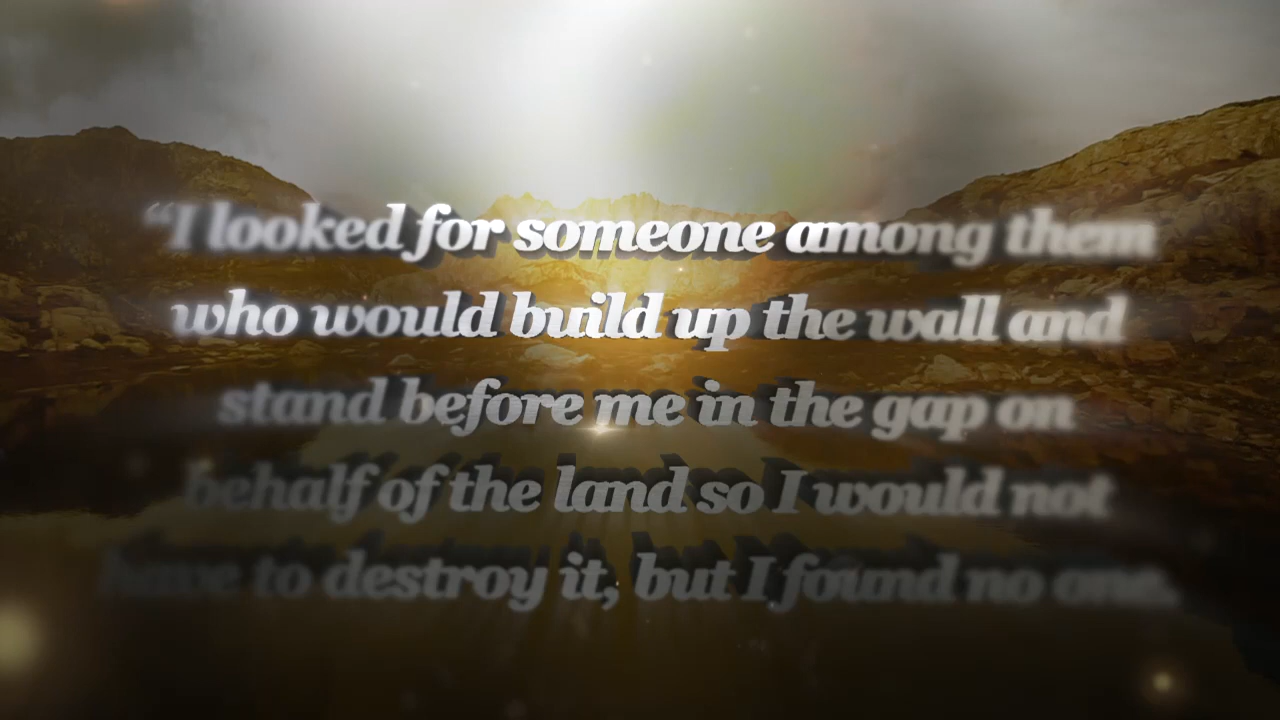 “I looked for someone among them
who would build up the wall and
stand before me in the gap on
behalf of the land so I would not
have to destroy it, but I found no one.